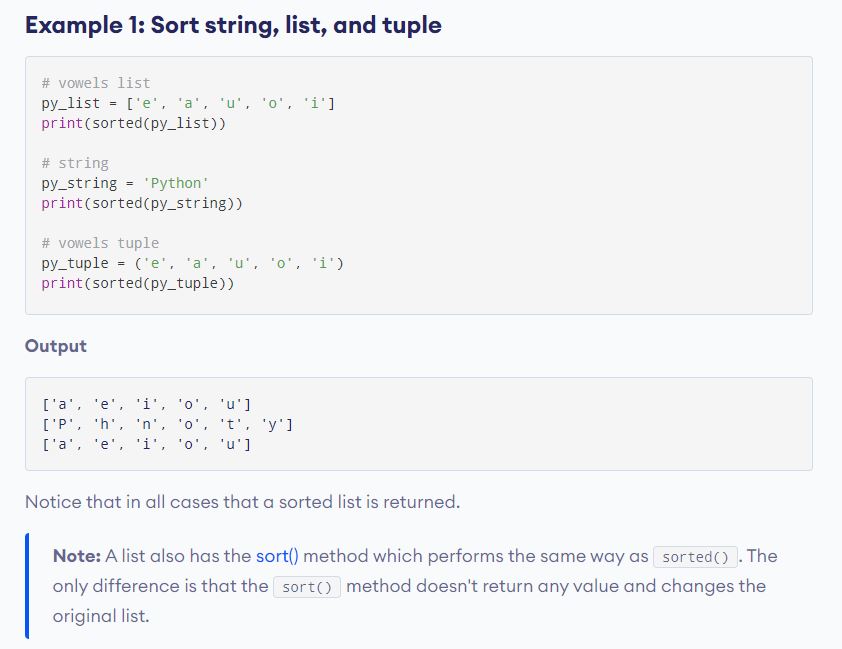 Example 1: Sort string, list, and tuple
# vowels list
py_list = ['e', 'a', 'u', 'o', 'i']
print(sorted(py_list))
# string
py_string = 'Python'
print(sorted(py_string))
# vowels tuple
py_tuple = ('e', 'a', 'u', 'o', 'i')
print(sorted(py_tuple))
Output
['a', 'e', 'i', 'o', 'u']
['P', 'h', 'n', 'o', 't', 'y']
['a', 'e', 'i', 'o', 'u']
Notice that in all cases that a sorted list is returned.
Note: A list also has the sort() method which performs the same way as sorted() . The
only difference is that the sort() method doesn't return any value and changes the
original list.